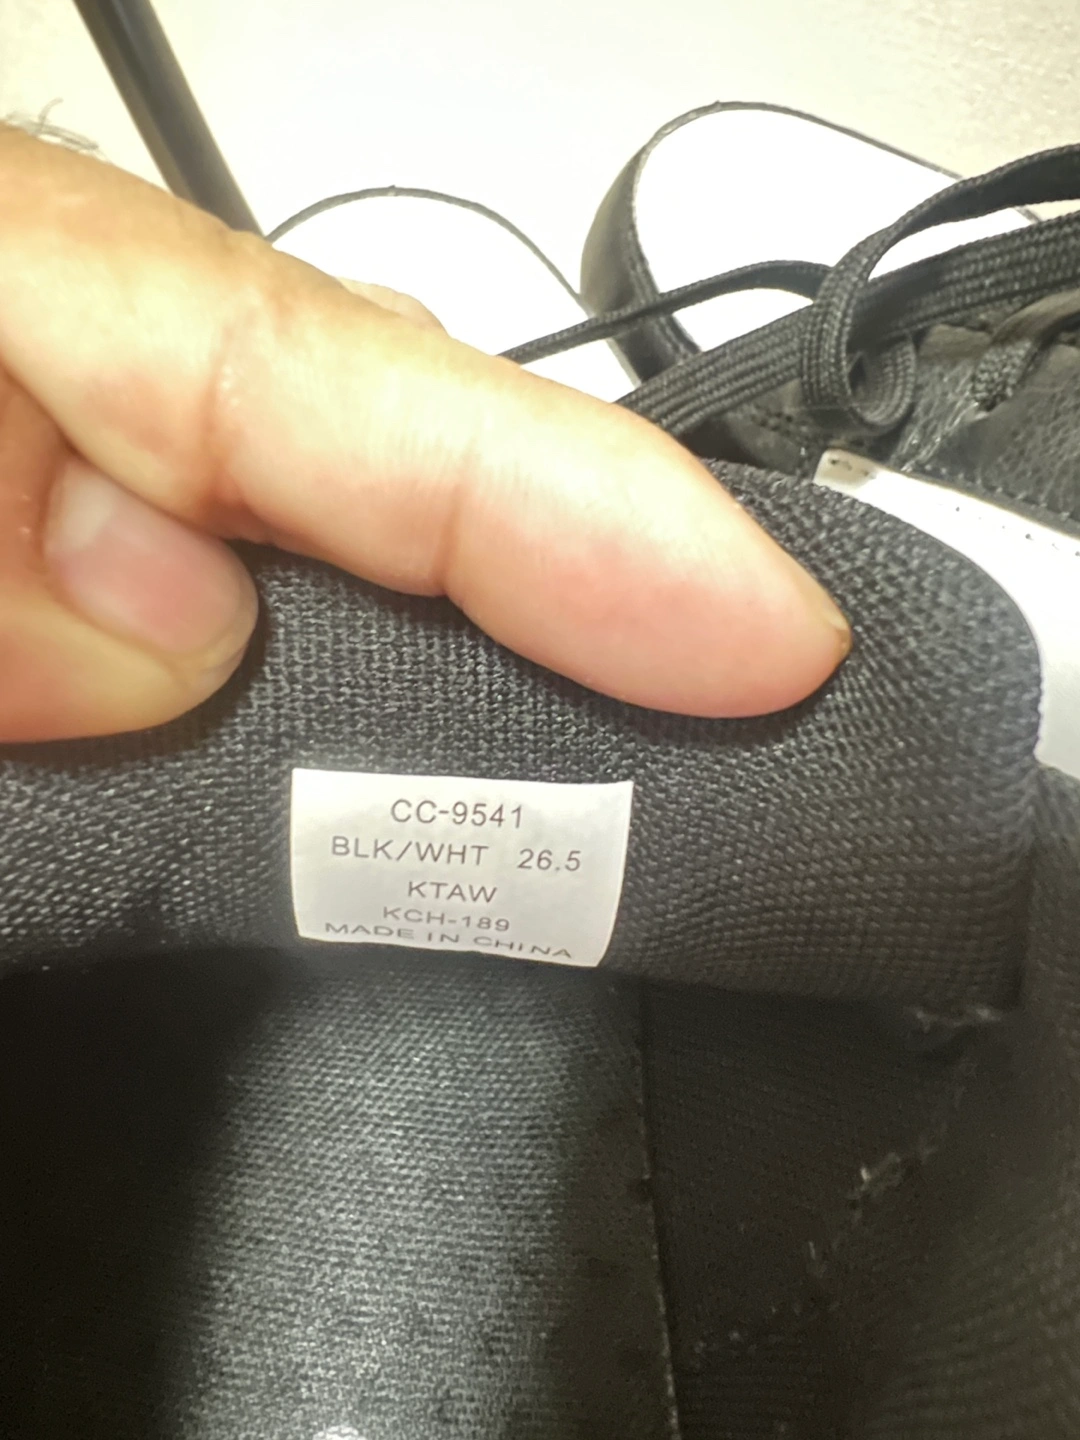 CC-9541
BLK/WHT 26.5
KTAW
KCH-189
MADE IN CHINA